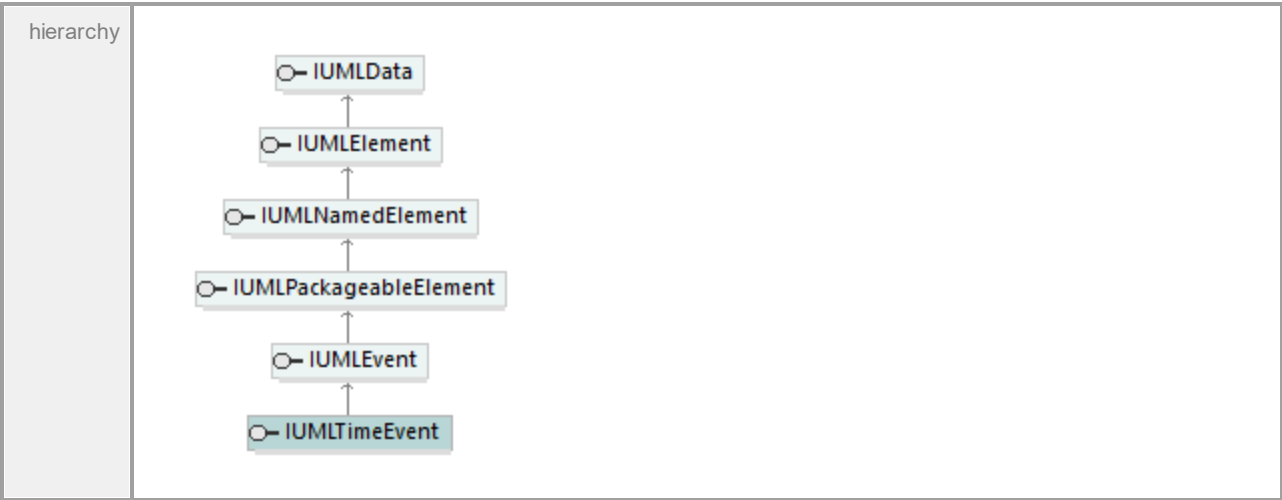 hierarchy
IUMLData
IUMLElement
IUMLNamedElement
IUMLPackageableElement
IUMLEvent
IUMLTimeEvent